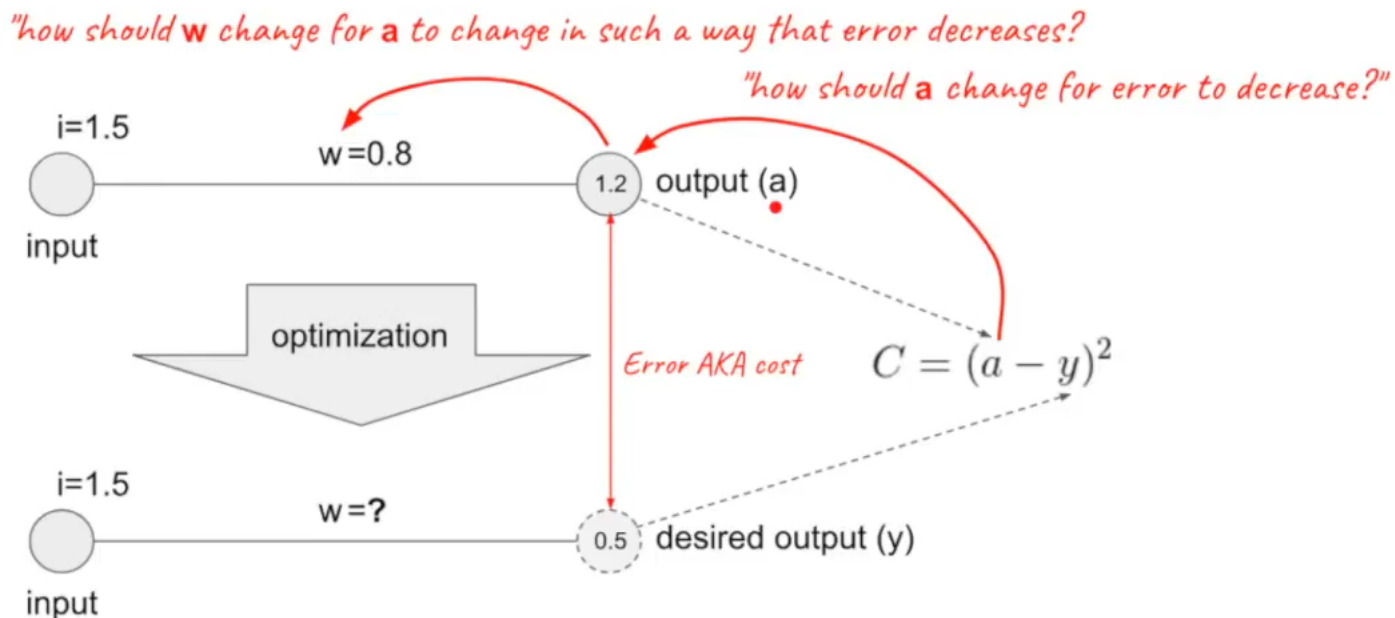 "how should w change for a to change in such a way that error decreases?
"how should a change for error to decrease?"
i=1.5
w=0.8
1.2
output (a)
input
optimization
Error AKA cost
C = (a − y)²
i=1.5
w=?
0.5
desired output (y)
input